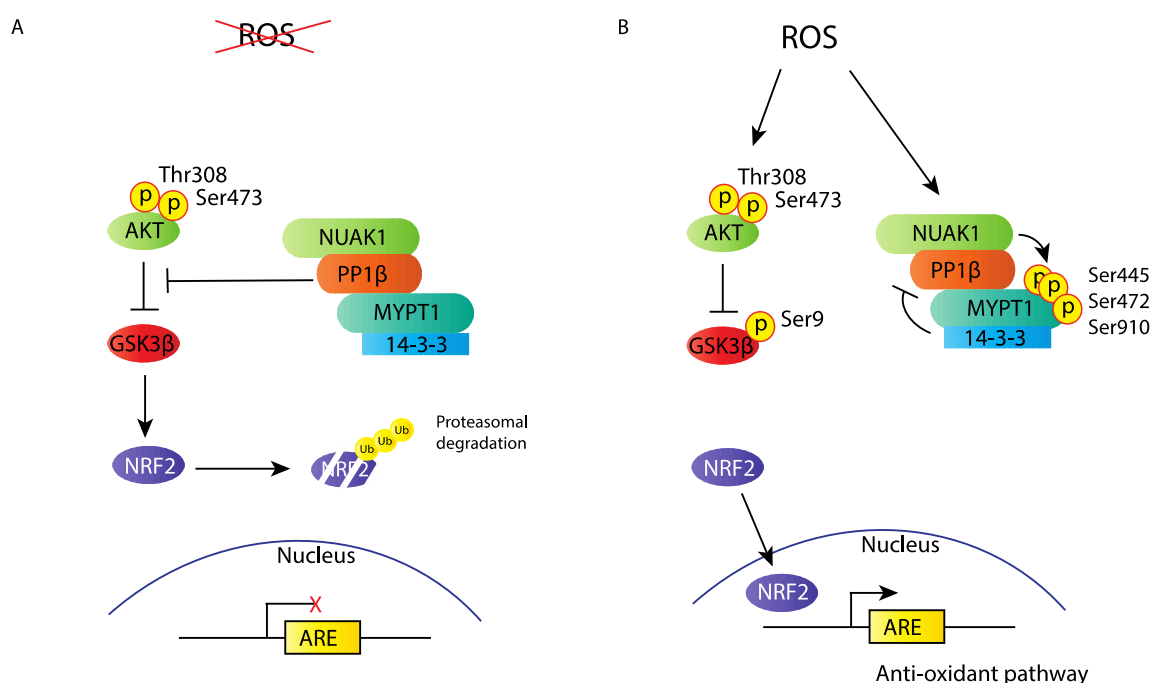 A
ROS
Thr308
p
p
Ser473
AKT
NUAK1
PP1β
MYPT1
14-3-3
GSK3β
NRF2
NRF2
Ub
Ub
Ub
Proteasomal
degradation
Nucleus
X
ARE
B
ROS
Thr308
p
p
Ser473
AKT
NUAK1
PP1β
MYPT1
14-3-3
p
p
p
Ser445
Ser472
Ser910
p
Ser9
GSK3β
NRF2
Nucleus
NRF2
ARE
Anti-oxidant pathway